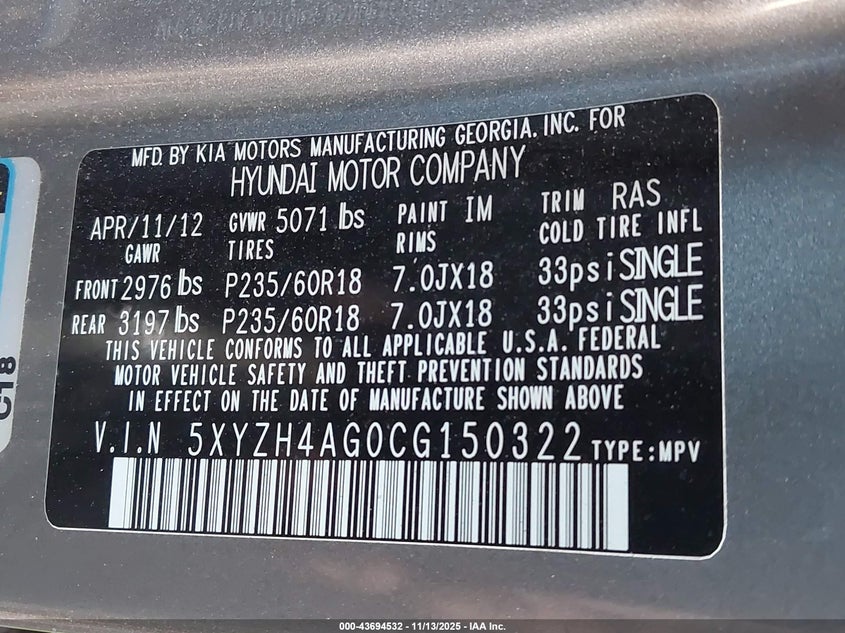 MFD. BY KIA MOTORS MANUFACTURING GEORGIA. INC. FOR
HYUNDAI MOTOR COMPANY
APR/11/12 GVWR 5071 lbs PAINT IM TRIM RAS
GAWR TIRES RIMS COLD TIRE INFL
FRONT 2976 lbs P235/60R18 7.0JX18 33psi SINGLE
REAR 3197 lbs P235/60R18 7.0JX18 33psi SINGLE
THIS VEHICLE CONFORMS TO ALL APPLICABLE U.S.A. FEDERAL
MOTOR VEHICLE SAFETY AND THEFT PREVENTION STANDARDS
IN EFFECT ON THE DATE OF MANUFACTURE SHOWN ABOVE
V.I.N 5XYZH4AG0CG150322 TYPE:MPV
C18
000-43694532 - 11/13/2025 - IAA Inc.